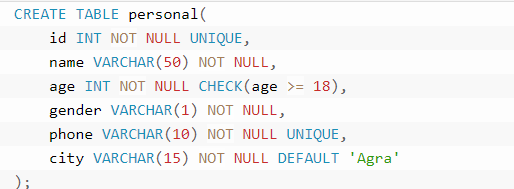 CREATE TABLE personal(
    id INT NOT NULL UNIQUE,
    name VARCHAR(50) NOT NULL,
    age INT NOT NULL CHECK(age >= 18),
    gender VARCHAR(1) NOT NULL,
    phone VARCHAR(10) NOT NULL UNIQUE,
    city VARCHAR(15) NOT NULL DEFAULT 'Agra'
);